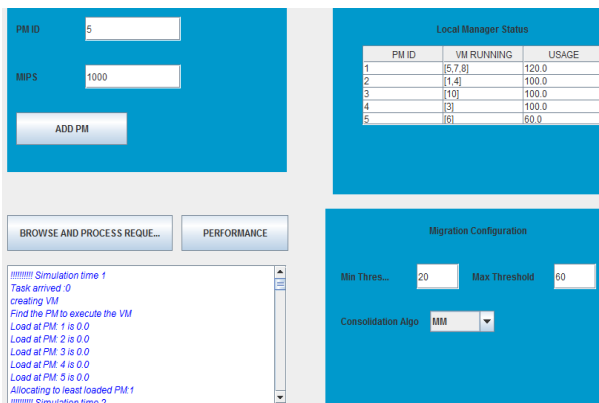 PM ID 5
MIPS 1000
ADD PM
Local Manager Status
PM ID VM RUNNING USAGE
1 [5,7,8] 120.0
2 [1,4] 100.0
3 [10] 100.0
4 [3] 100.0
5 [6] 60.0
BROWSE AND PROCESS REQUE... PERFORMANCE
!!!!!!!!!! Simulation time 1
Task arrived :0
creating VM
Find the PM to execute the VM
Load at PM: 1 is 0.0
Load at PM: 2 is 0.0
Load at PM: 3 is 0.0
Load at PM: 4 is 0.0
Load at PM: 5 is 0.0
Allocating to least loaded PM:1
!!!!!!!!!! Simulation time 2
Migration Configuration
Min Thres... 20 Max Threshold 60
Consolidation Algo MM